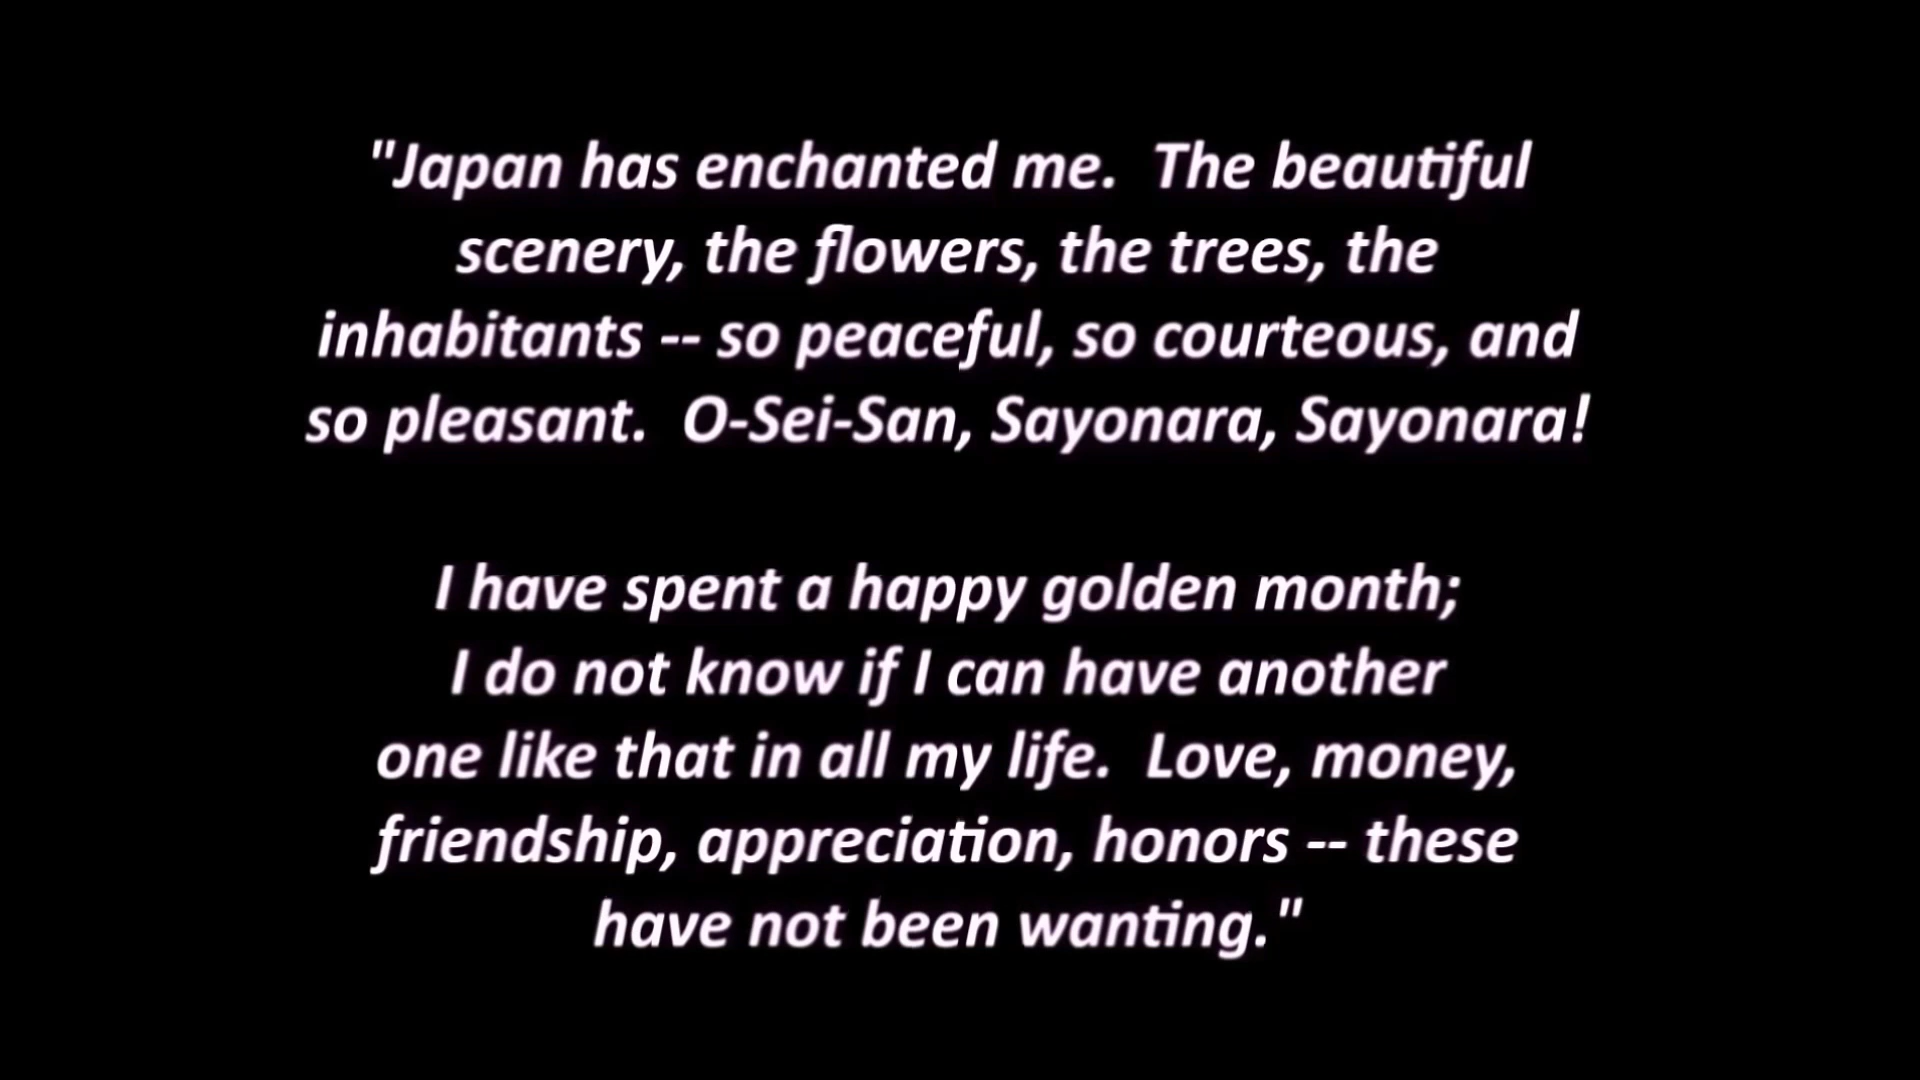 "Japan has enchanted me.  The beautiful
scenery, the flowers, the trees, the
inhabitants -- so peaceful, so courteous, and
so pleasant.  O-Sei-San, Sayonara, Sayonara!
I have spent a happy golden month;
I do not know if I can have another
one like that in all my life.  Love, money,
friendship, appreciation, honors -- these
have not been wanting."